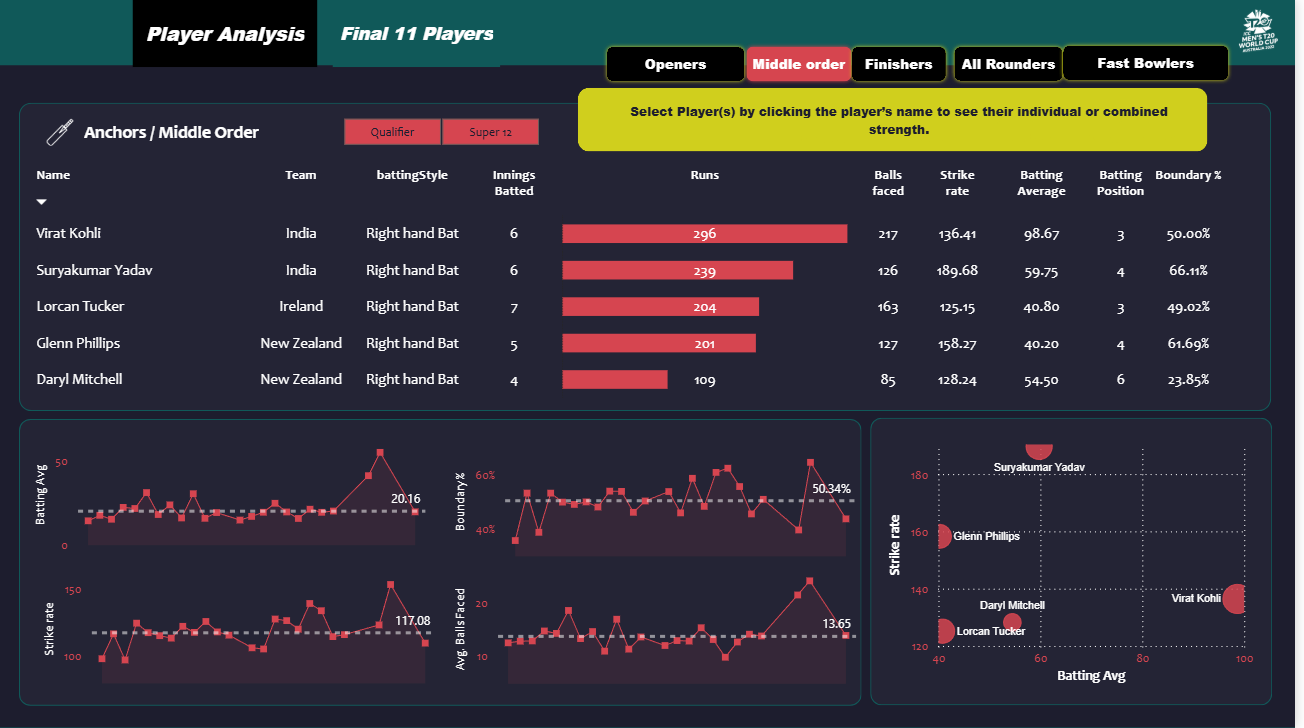 Player Analysis
Final 11 Players
T20
ICC
MEN'S T20
WORLD CUP
AUSTRALIA 2022
Openers
Middle order
Finishers
All Rounders
Fast Bowlers
Select Player(s) by clicking the player's name to see their individual or combined
strength.
Anchors / Middle Order
Qualifier
Super 12
Name Team battingStyle Innings Batted Runs Balls faced Strike rate Batting Average Batting Position Boundary %
Virat Kohli India Right hand Bat 6 296 217 136.41 98.67 3 50.00%
Suryakumar Yadav India Right hand Bat 6 239 126 189.68 59.75 4 66.11%
Lorcan Tucker Ireland Right hand Bat 7 204 163 125.15 40.80 3 49.02%
Glenn Phillips New Zealand Right hand Bat 5 201 127 158.27 40.20 4 61.69%
Daryl Mitchell New Zealand Right hand Bat 4 109 85 128.24 54.50 6 23.85%
Batting Avg
50
0
20.16
Boundary%
60%
40%
50.34%
Strike rate
150
100
117.08
Avg. Balls Faced
20
10
13.65
Strike rate
180
160
140
120
Suryakumar Yadav
Glenn Phillips
Virat Kohli
Daryl Mitchell
Lorcan Tucker
40 60 80 100
Batting Avg